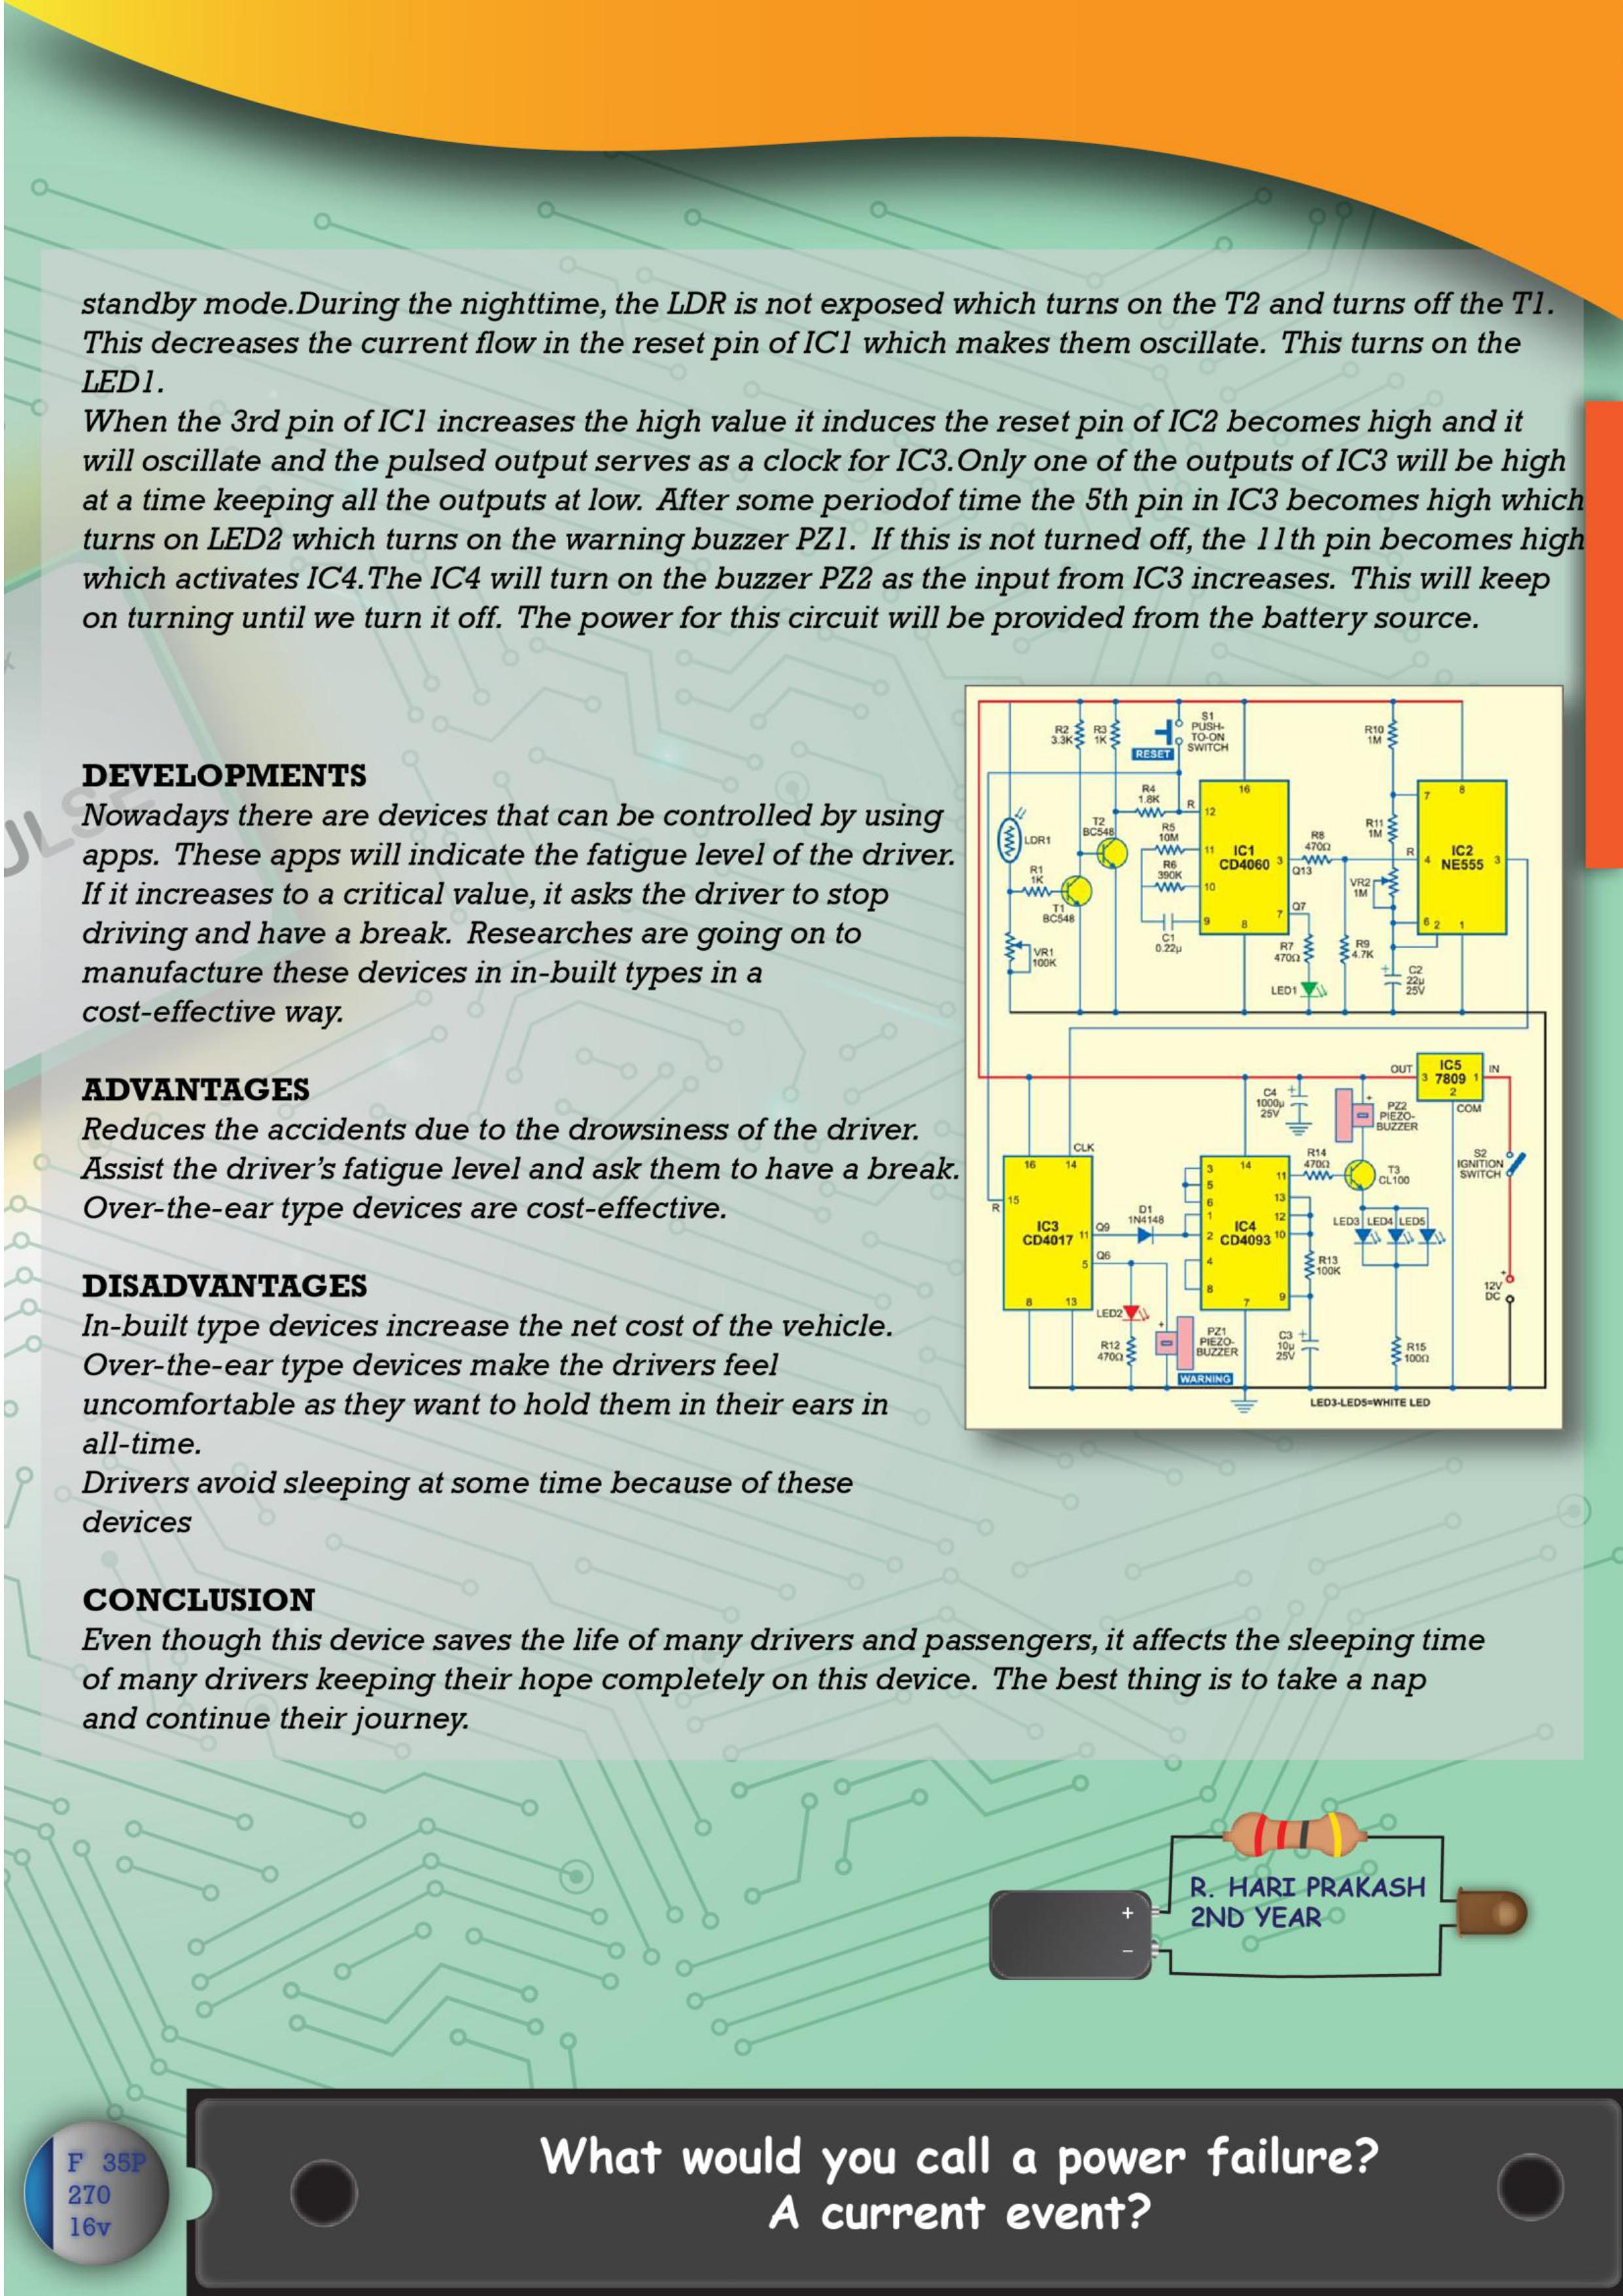 standby mode.During the nighttime, the LDR is not exposed which turns on the T2 and turns off the T1.
This decreases the current flow in the reset pin of IC1 which makes them oscillate. This turns on the
LED1.
When the 3rd pin of IC1 increases the high value it induces the reset pin of IC2 becomes high and it
will oscillate and the pulsed output serves as a clock for IC3.Only one of the outputs of IC3 will be high
at a time keeping all the outputs at low. After some periodof time the 5th pin in IC3 becomes high which
turns on LED2 which turns on the warning buzzer PZ1. If this is not turned off, the 11th pin becomes high
which activates IC4.The IC4 will turn on the buzzer PZ2 as the input from IC3 increases. This will keep
on turning until we turn it off. The power for this circuit will be provided from the battery source.
DEVELOPMENTS
Nowadays there are devices that can be controlled by using
apps. These apps will indicate the fatigue level of the driver.
If it increases to a critical value, it asks the driver to stop
driving and have a break. Researches are going on to
manufacture these devices in in-built types in a
cost-effective way.
ADVANTAGES
Reduces the accidents due to the drowsiness of the driver.
Assist the driver's fatigue level and ask them to have a break.
Over-the-ear type devices are cost-effective.
DISADVANTAGES
In-built type devices increase the net cost of the vehicle.
Over-the-ear type devices make the drivers feel
uncomfortable as they want to hold them in their ears in
all-time.
Drivers avoid sleeping at some time because of these
devices
R2
3.3K
R3
1K
S1
PUSH-
TO-ON
SWITCH
RESET
R10
1M
R4
1.8K
R
12
16
7
8
LDR1
T2
BC548
R5
10M
11
R6
390K
10
IC1
CD4060
3
Q13
R8
470Ω
R11
1M
R
4
IC2
NE555
3
R1
1K
T1
BC548
VR2
1M
C1
0.22µ
9
8
7
Q7
6 2
1
VR1
100K
R7
470Ω
R9
4.7K
C2
22µ
25V
LED1
OUT
3
IC5
7809
1
IN
2
COM
C4
1000µ
25V
PZ2
PIEZO-
BUZZER
CLK
16
14
3
5
6
1
2
4
8
14
11
R14
470Ω
T3
CL100
S2
IGNITION
SWITCH
15
R
13
12
10
IC3
CD4017
11
Q9
D1
1N4148
IC4
CD4093
LED3
LED4
LED5
5
Q6
R13
100K
9
12V
DC
8
13
7
LED2
R12
470Ω
PZ1
PIEZO-
BUZZER
WARNING
C3
10µ
25V
R15
100Ω
LED3-LED5=WHITE LED
CONCLUSION
Even though this device saves the life of many drivers and passengers, it affects the sleeping time
of many drivers keeping their hope completely on this device. The best thing is to take a nap
and continue their journey.
R. HARI PRAKASH
2ND YEAR
+
−
What would you call a power failure?
A current event?
F 35P
270
16v